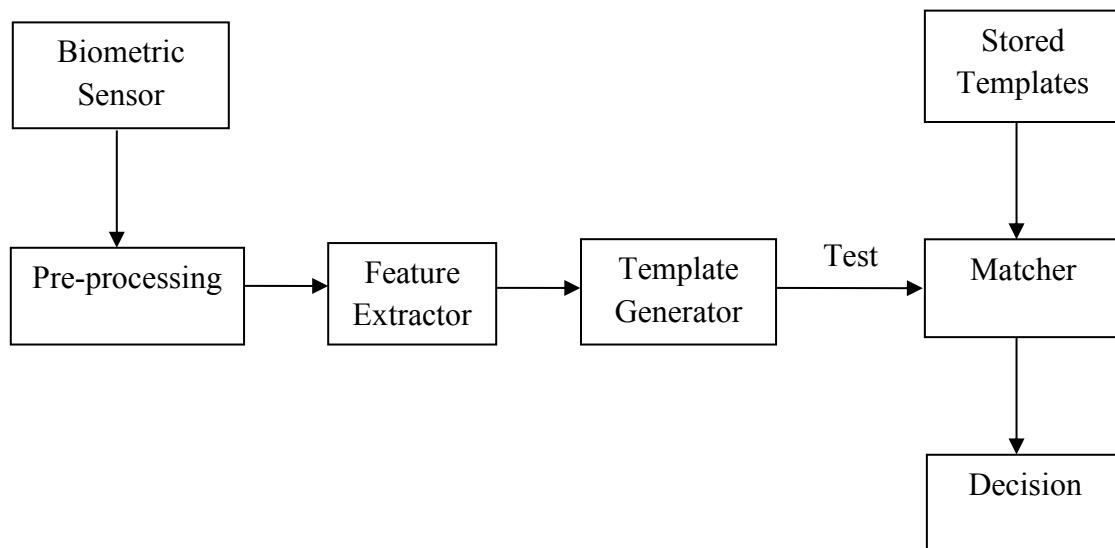 Biometric
Sensor
Stored
Templates
Pre-processing
Feature
Extractor
Template
Generator
Test
Matcher
Decision